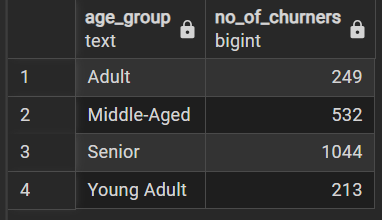 age_group no_of_churners
text bigint
1 Adult 249
2 Middle-Aged 532
3 Senior 1044
4 Young Adult 213